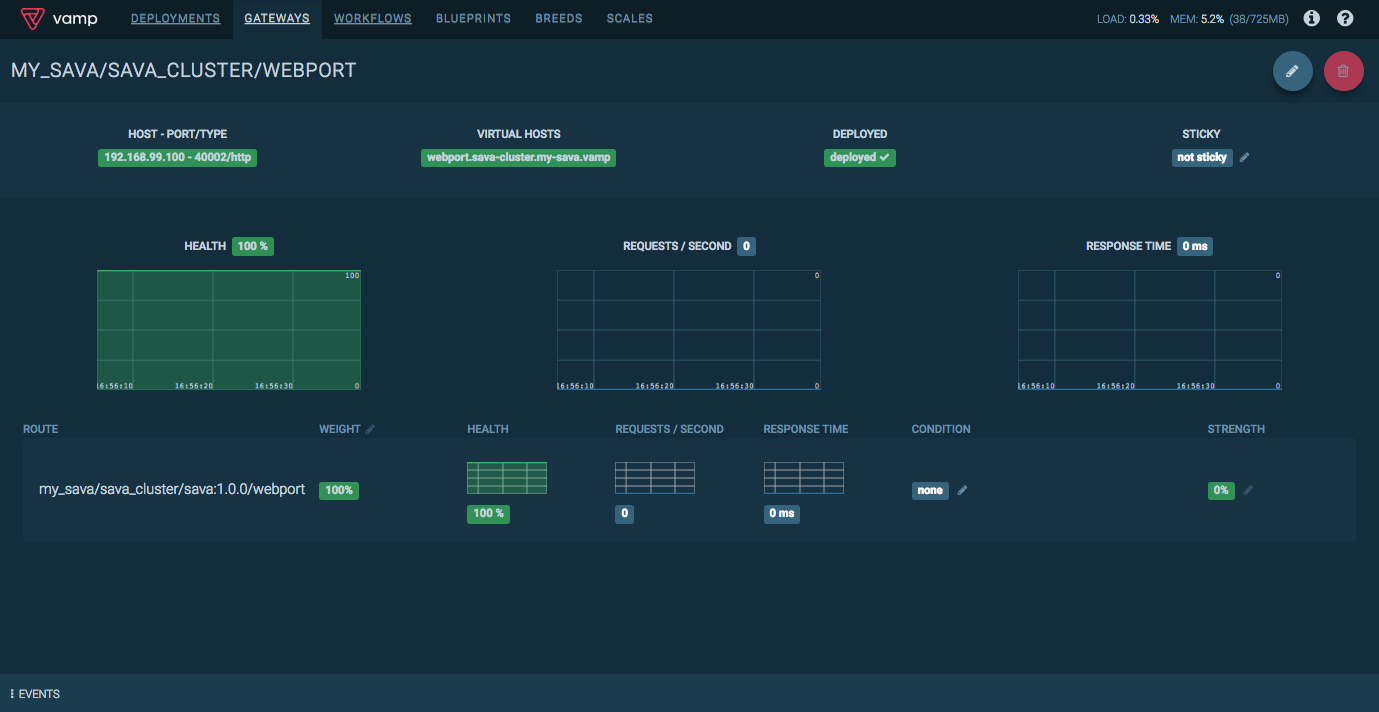 vamp DEPLOYMENTS GATEWAYS WORKFLOWS BLUEPRINTS BREEDS SCALES LOAD: 0.33% MEM: 5.2% (38/725MB)
MY_SAVA/SAVA_CLUSTER/WEBPORT
HOST - PORT/TYPE VIRTUAL HOSTS DEPLOYED STICKY
192.168.99.100 - 40002/http webport.sava-cluster.my-sava.vamp deployed ✓ not sticky
HEALTH 100 % REQUESTS / SECOND 0 RESPONSE TIME 0 ms
100 0 0
16:56:10 16:56:20 16:56:30 0 16:56:10 16:56:20 16:56:30 0 16:56:10 16:56:20 16:56:30 0
ROUTE WEIGHT HEALTH REQUESTS / SECOND RESPONSE TIME CONDITION STRENGTH
my_sava/sava_cluster/sava:1.0.0/webport 100% none 0%
100 % 0 0 ms
EVENTS